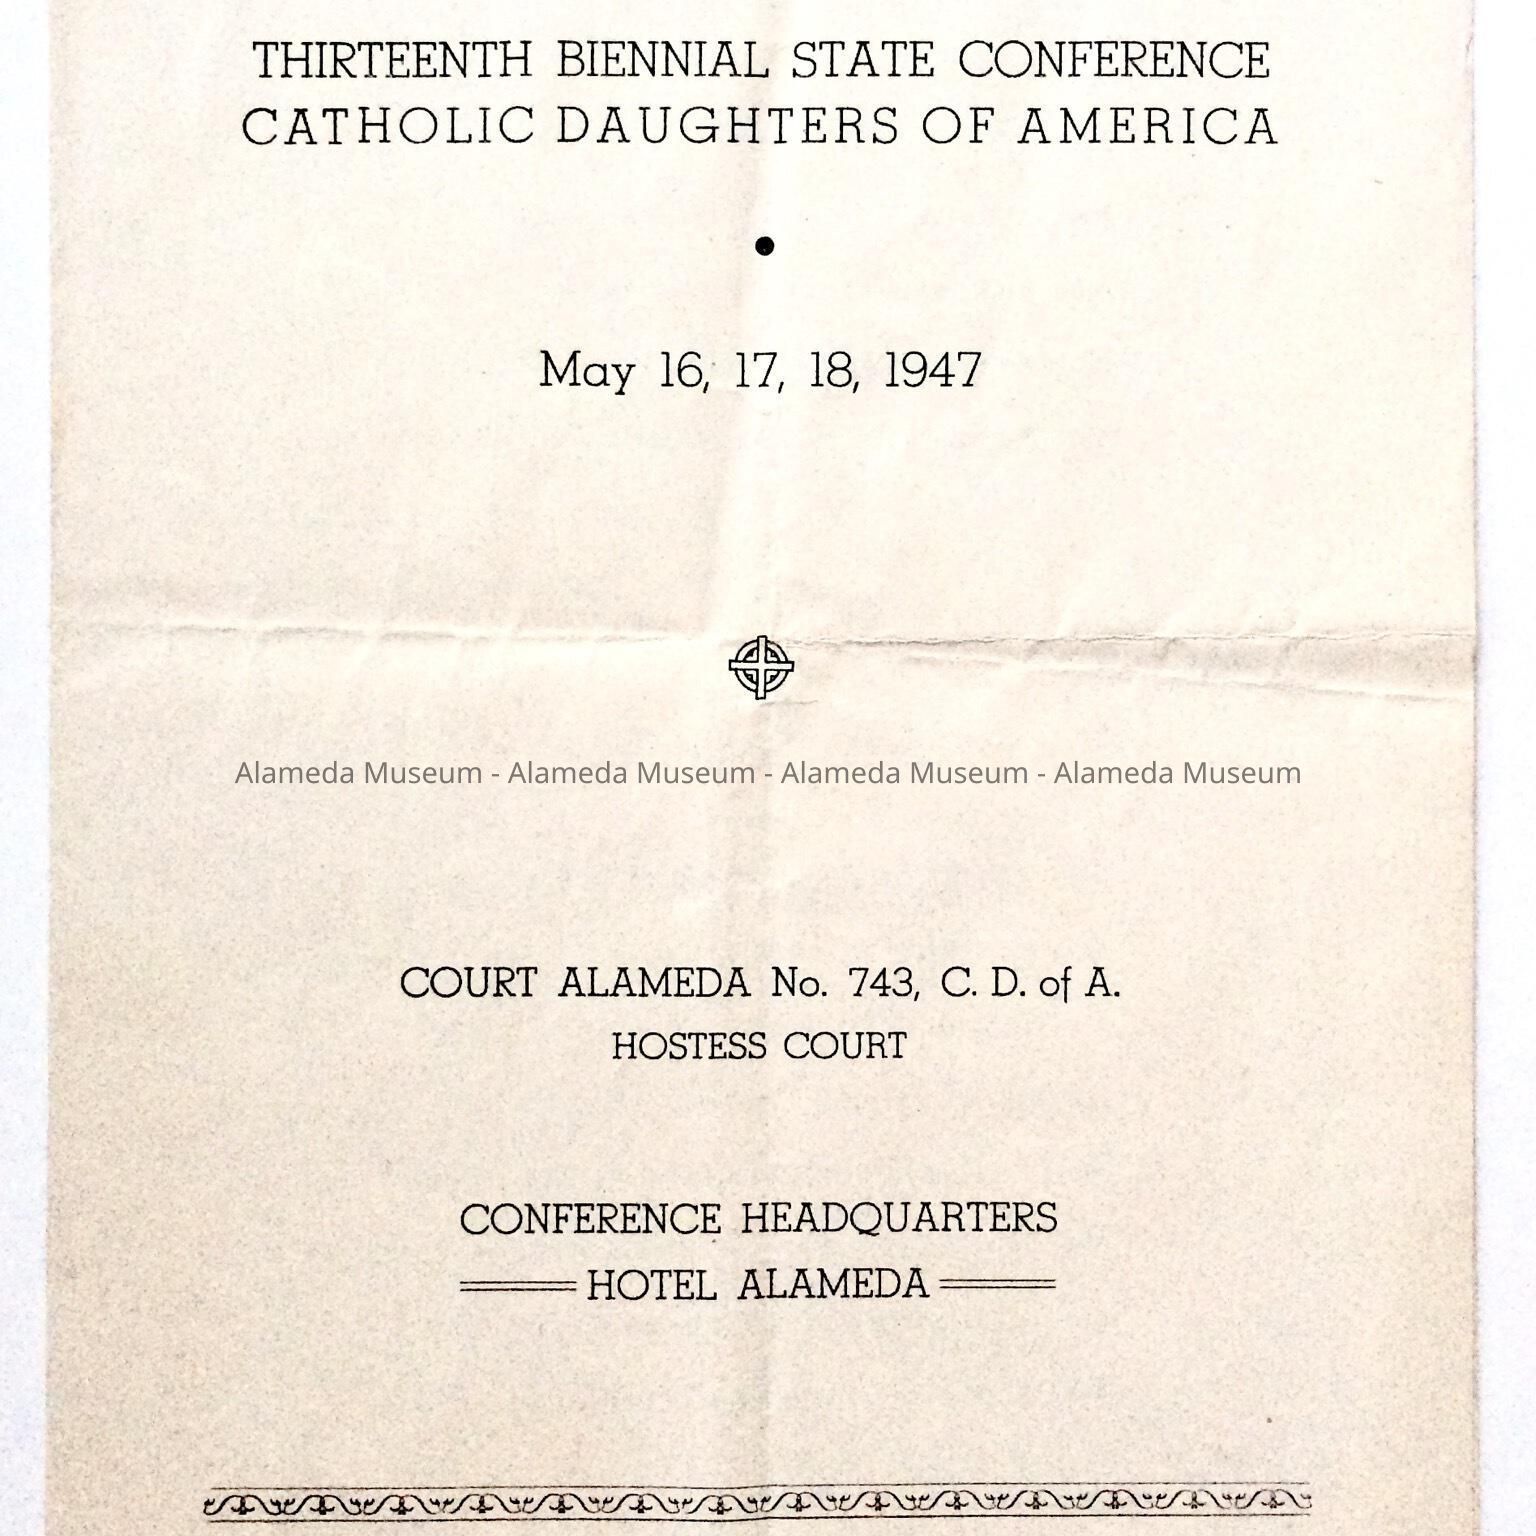 THIRTEENTH BIENNIAL STATE CONFERENCE
CATHOLIC DAUGHTERS OF AMERICA
May 16, 17, 18, 1947
Alameda Museum - Alameda Museum - Alameda Museum - Alameda Museum
COURT ALAMEDA No. 743, C. D. of A.
HOSTESS COURT
CONFERENCE HEADQUARTERS
HOTEL ALAMEDA